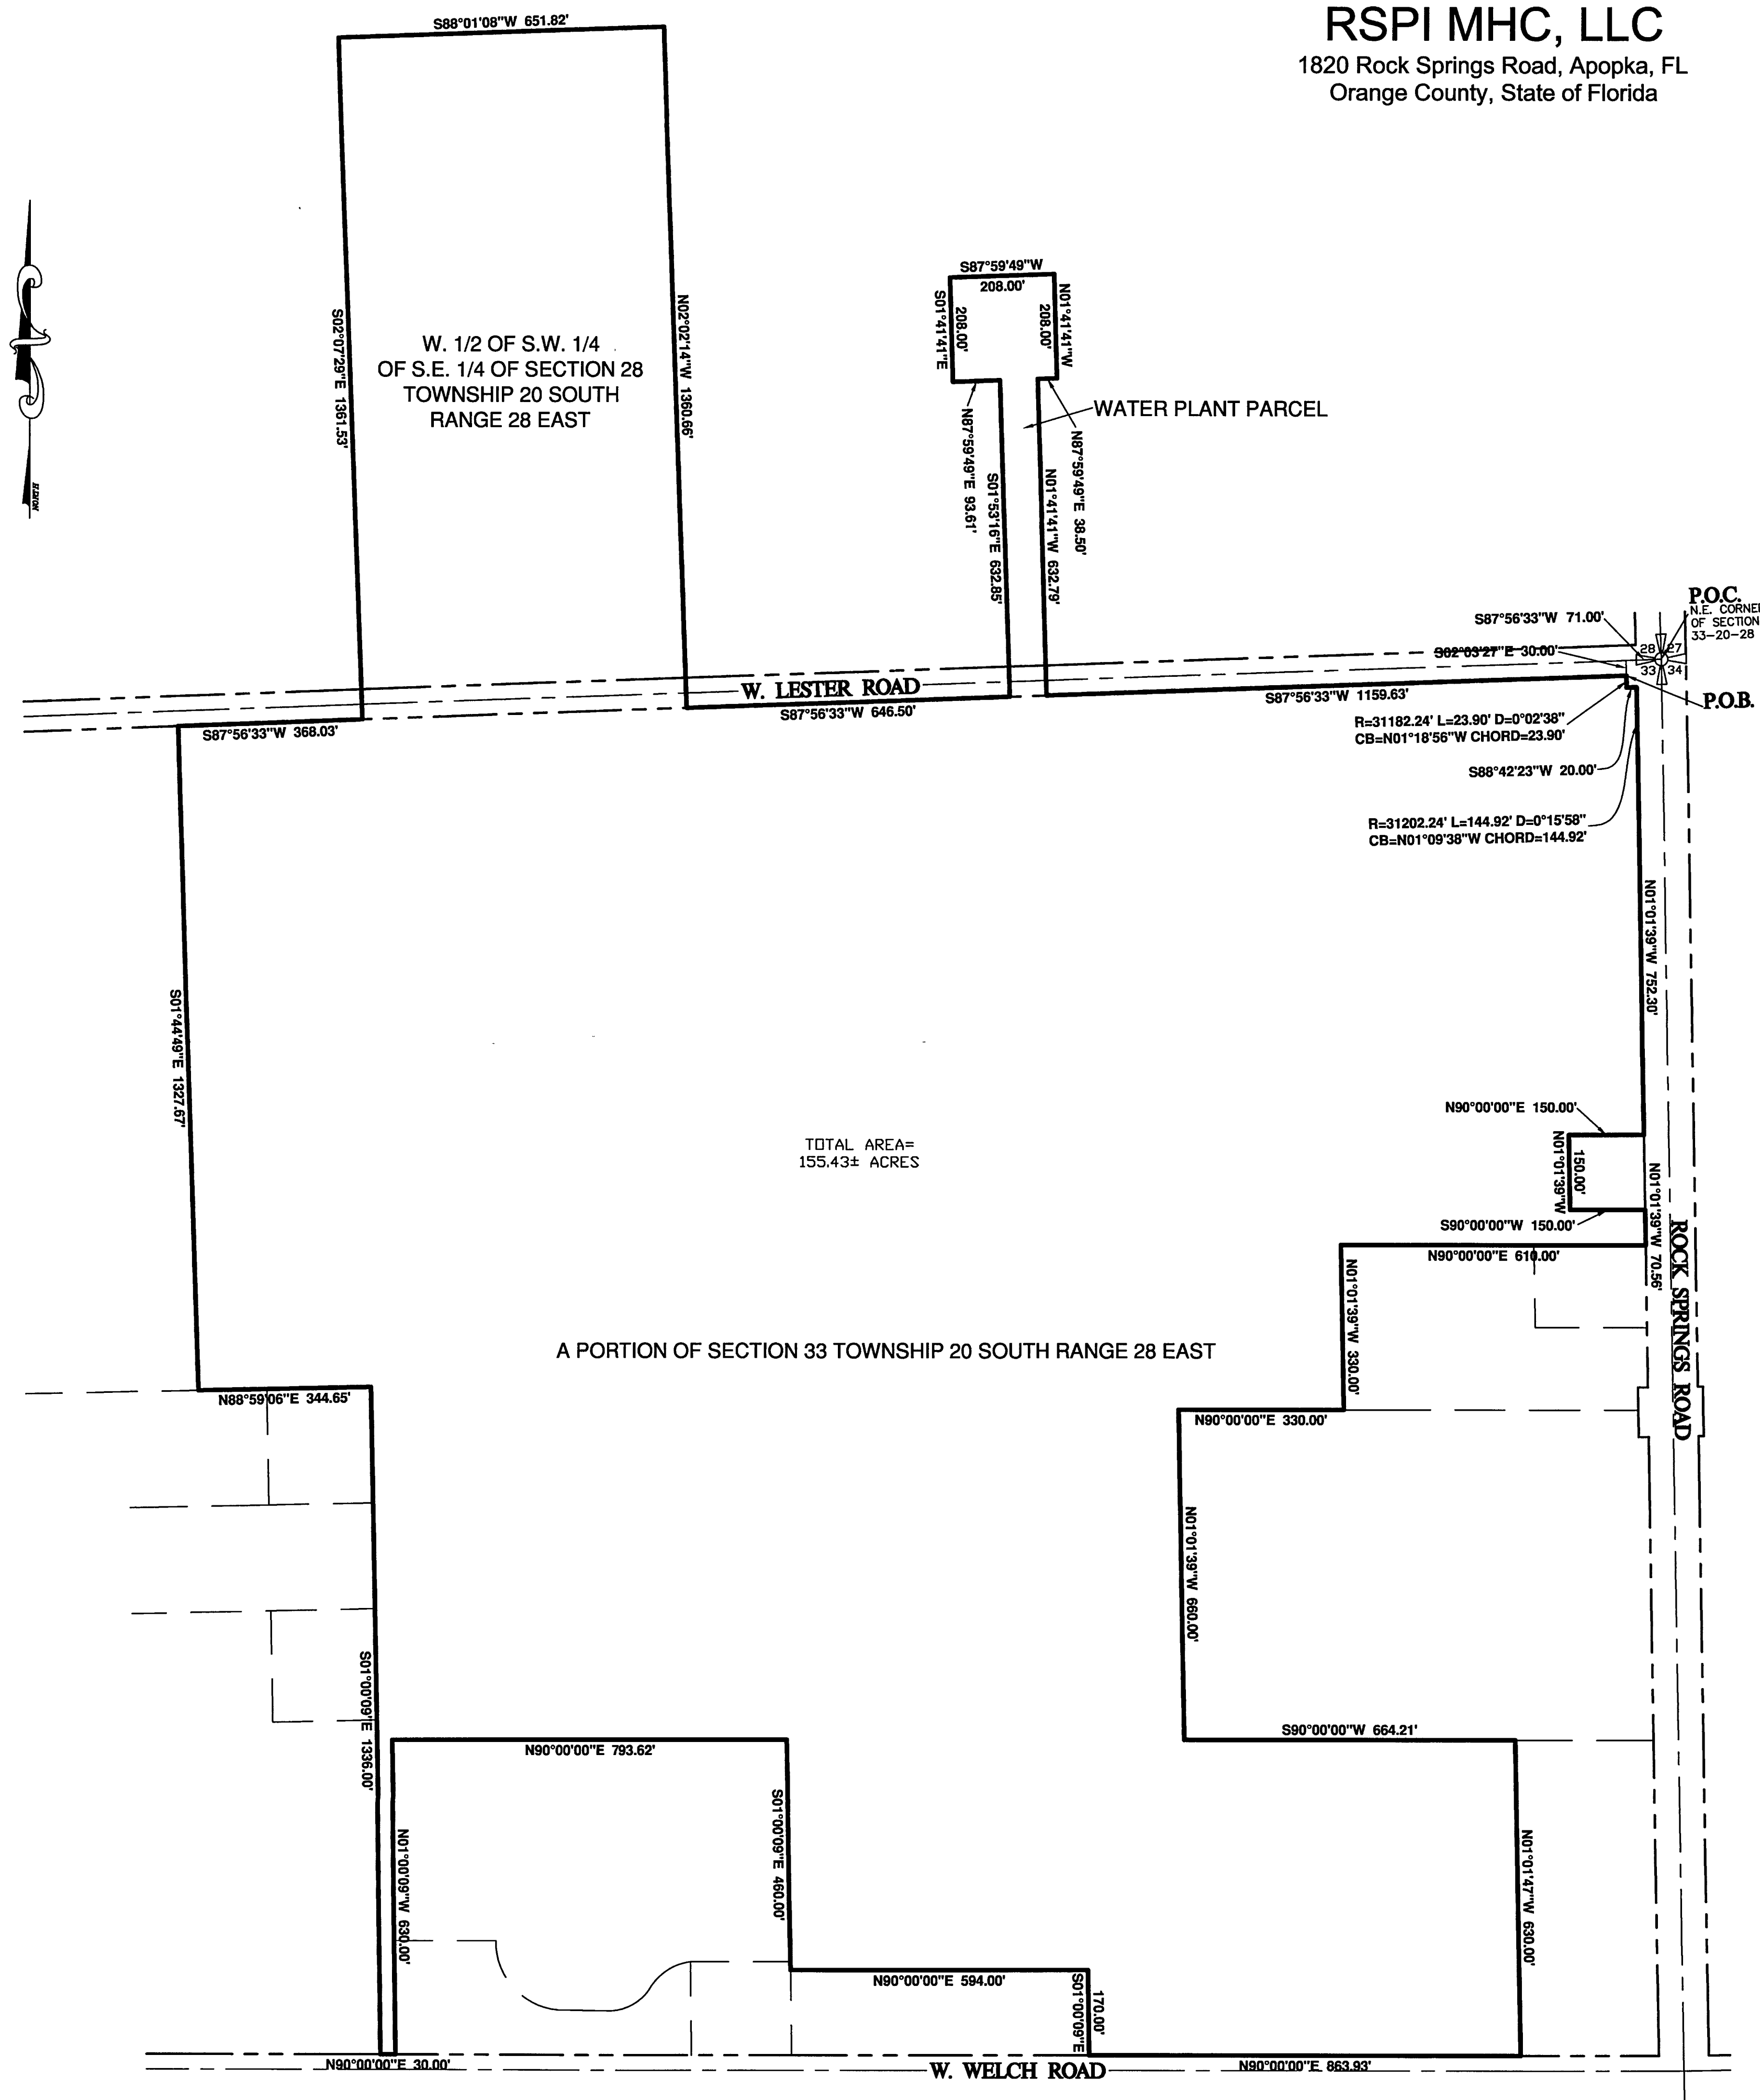 RSPI MHC, LLC
1820 Rock Springs Road, Apopka, FL
Orange County, State of Florida
S88°01'08"W 651.82'
S02°07'29"E 1361.53'
N02°02'14"W 1360.66'
W. 1/2 OF S.W. 1/4
OF S.E. 1/4 OF SECTION 28
TOWNSHIP 20 SOUTH
RANGE 28 EAST
NORTH
S87°59'49"W
208.00'
S01°41'41"E
208.00'
N01°41'41"W
208.00'
N87°59'49"E 93.61'
N87°59'49"E 38.50'
WATER PLANT PARCEL
S01°53'16"E 632.85'
N01°41'41"W 632.79'
P.O.C.
N.E. CORNER
OF SECTION
33-20-28
28 27
33 34
S87°56'33"W 71.00'
S02°03'27"E 30.00'
P.O.B.
W. LESTER ROAD
S87°56'33"W 368.03'
S87°56'33"W 646.50'
S87°56'33"W 1159.63'
R=31182.24' L=23.90' D=0°02'38"
CB=N01°18'56"W CHORD=23.90'
S88°42'23"W 20.00'
R=31202.24' L=144.92' D=0°15'58"
CB=N01°09'38"W CHORD=144.92'
N01°01'39"W 752.30'
S01°44'49"E 1327.67'
N90°00'00"E 150.00'
N01°01'39"W
150.00'
S90°00'00"W 150.00'
N01°01'39"W 70.56'
TOTAL AREA=
155.43± ACRES
N90°00'00"E 610.00'
ROCK SPRINGS ROAD
N01°01'39"W 330.00'
A PORTION OF SECTION 33 TOWNSHIP 20 SOUTH RANGE 28 EAST
N88°59'06"E 344.65'
N90°00'00"E 330.00'
N01°01'39"W 660.00'
S01°00'09"E 1336.00'
S90°00'00"W 664.21'
N90°00'00"E 793.62'
S01°00'09"E 460.00'
N01°00'09"W 630.00'
N01°01'47"W 630.00'
N90°00'00"E 594.00'
S01°00'09"E
170.00'
N90°00'00"E 30.00'
W. WELCH ROAD
N90°00'00"E 863.93'